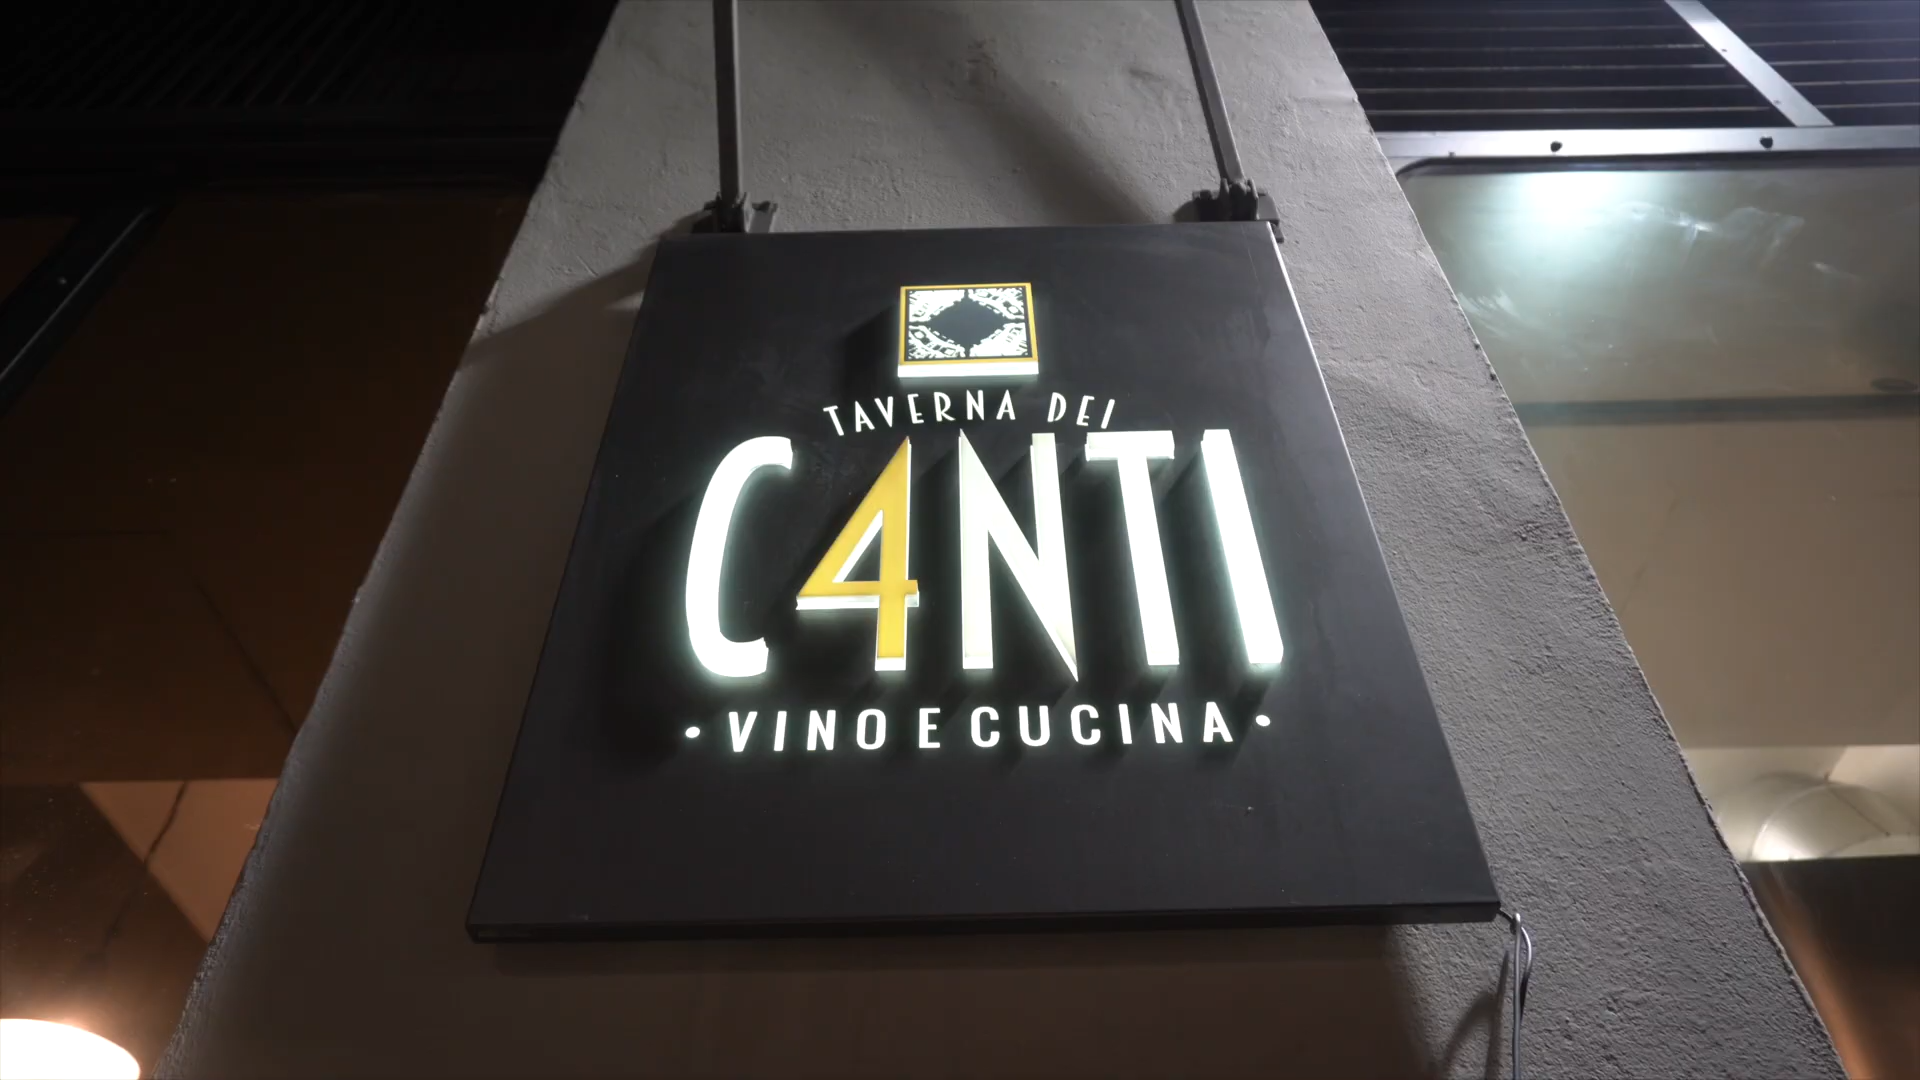 TAVERNA DEI
C4NTI
• VINO E CUCINA •